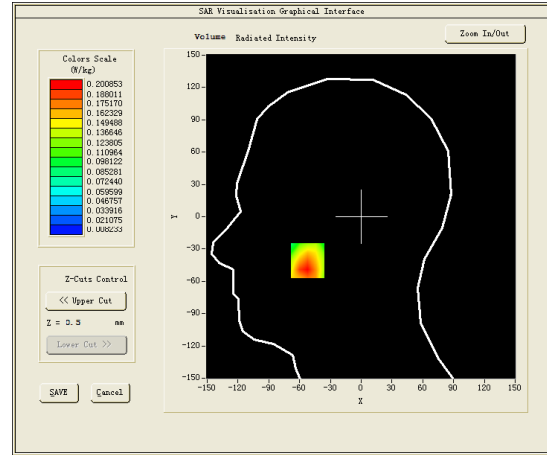 SAR Visualisation Graphical Interface
Volume Radiated Intensity
Zoom In/Out
Colors Scale
(W/kg)
0.200853
0.188011
0.175170
0.162329
0.149488
0.136646
0.123805
0.110964
0.098122
0.085281
0.072440
0.059599
0.046757
0.033916
0.021075
0.008233
Z-Cuts Control
<< Upper Cut
Z = 0.5 mm
Lower Cut >>
SAVE Cancel
150
120
90
60
30
0
-30
-60
-90
-120
-150
Y
-150 -120 -90 -60 -30 0 30 60 90 120 150
X